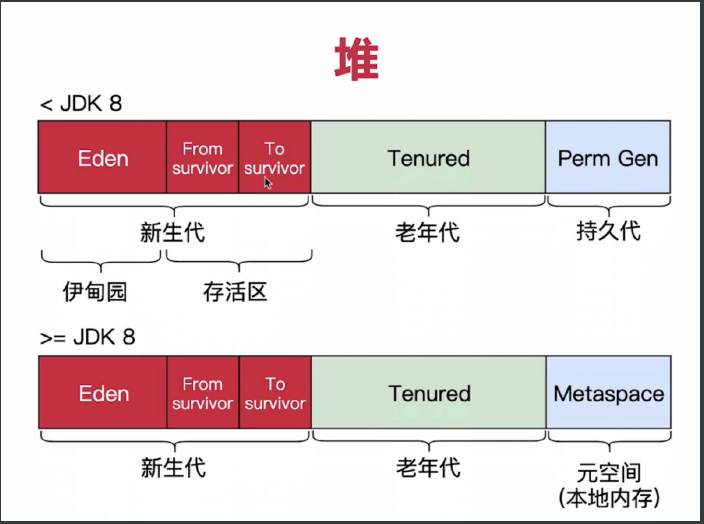 堆
< JDK 8
Eden
From
survivor
To
survivor
Tenured
Perm Gen
新生代
老年代
持久代
伊甸园
存活区
>= JDK 8
Eden
From
survivor
To
survivor
Tenured
Metaspace
新生代
老年代
元空间
(本地内存)